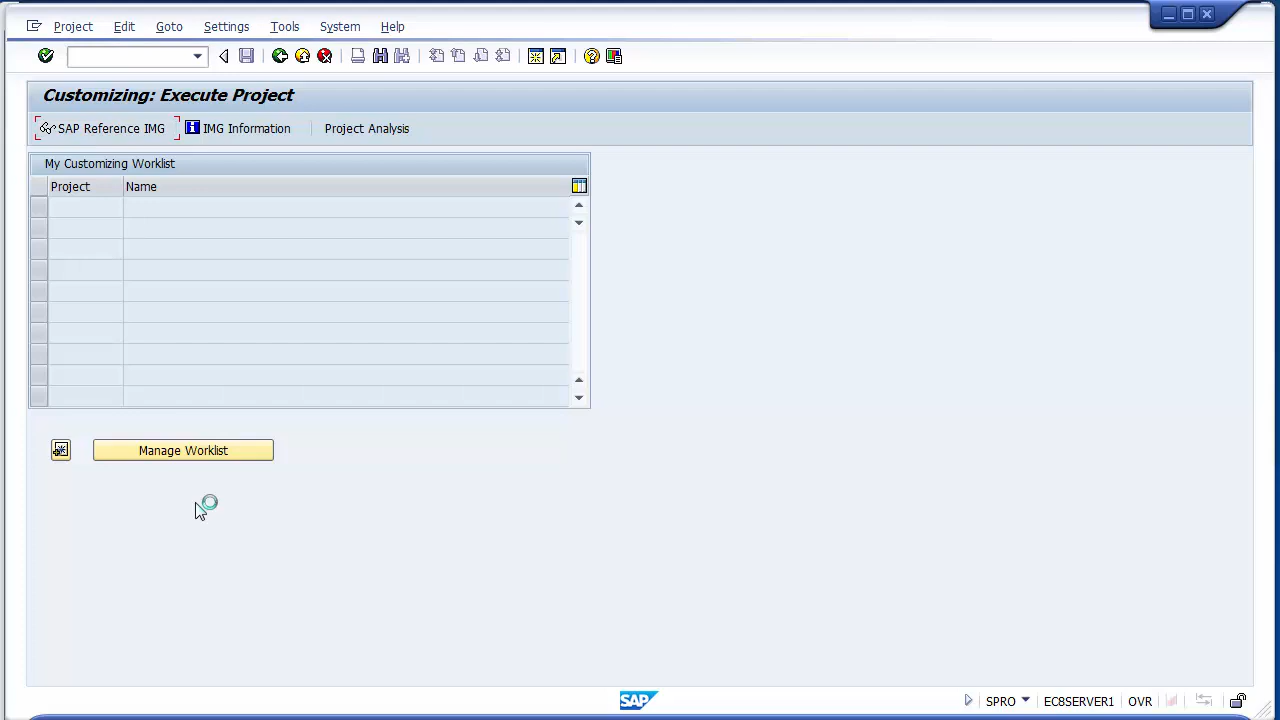 Project Edit Goto Settings Tools System Help
Customizing: Execute Project
SAP Reference IMG IMG Information Project Analysis
My Customizing Worklist
Project Name
Manage Worklist
SAP SPRO EC8SERVER1 OVR